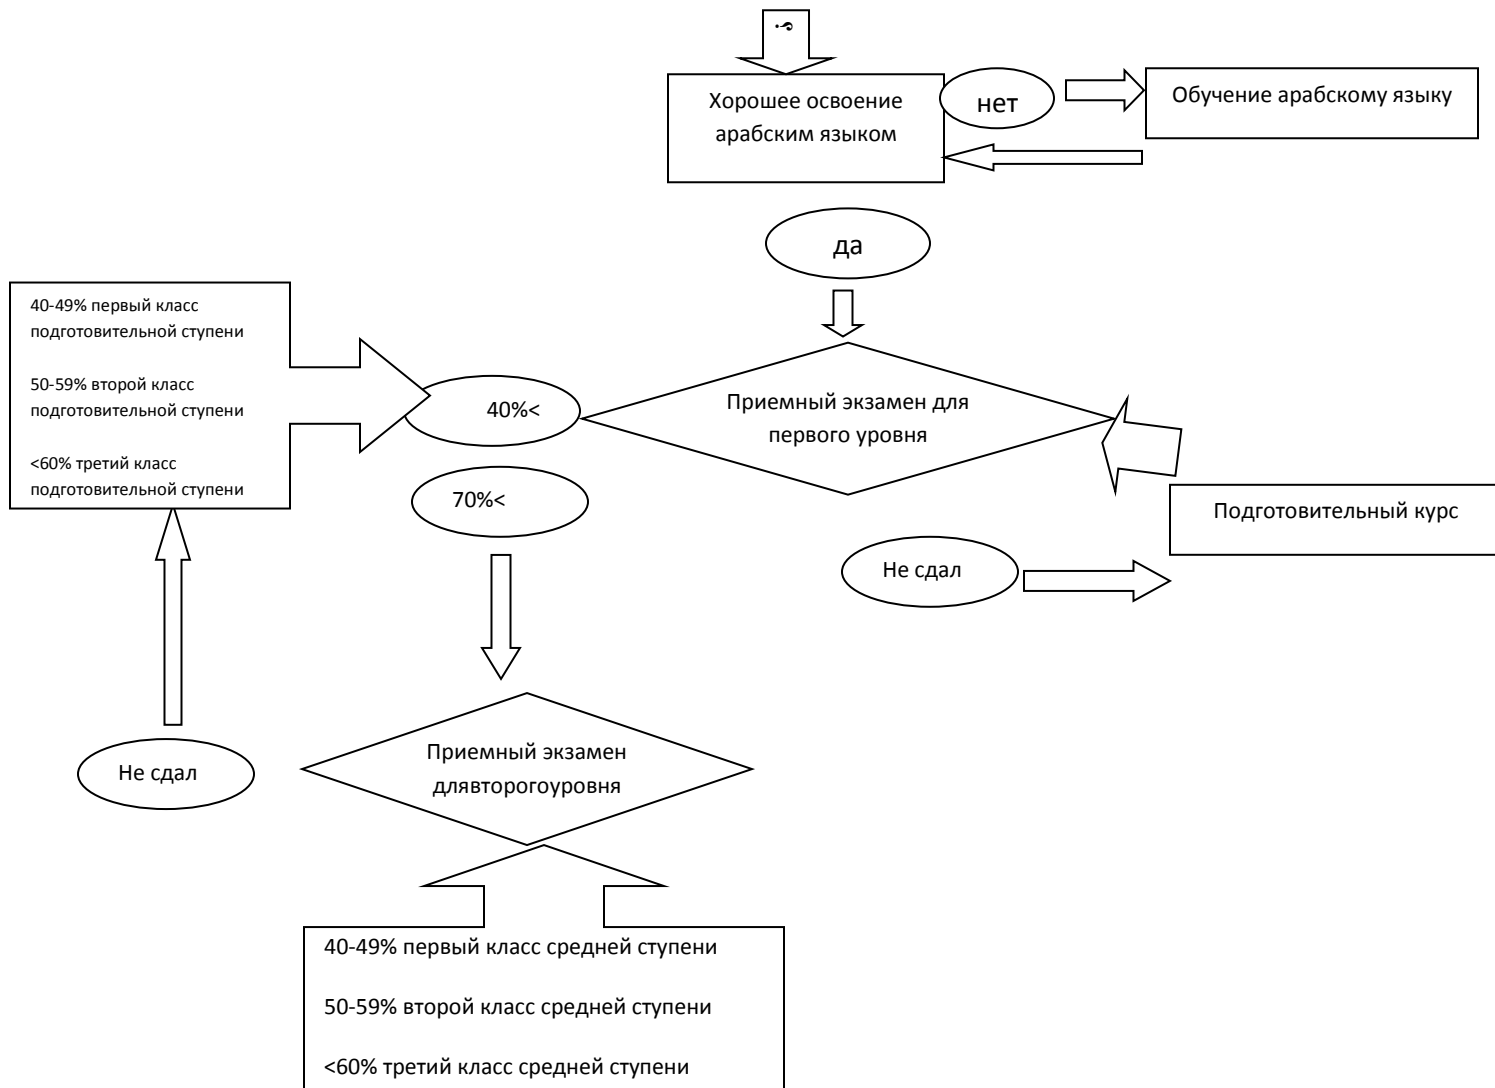 ؟
Хорошее освоение
арабским языком
нет
Обучение арабскому языку
да
40-49% первый класс
подготовительной ступени
50-59% второй класс
подготовительной ступени
<60% третий класс
подготовительной ступени
40%<
Приемный экзамен для
первого уровня
70%<
Подготовительный курс
Не сдал
Не сдал
Приемный экзамен
длявторогоуровня
40-49% первый класс средней ступени
50-59% второй класс средней ступени
<60% третий класс средней ступени